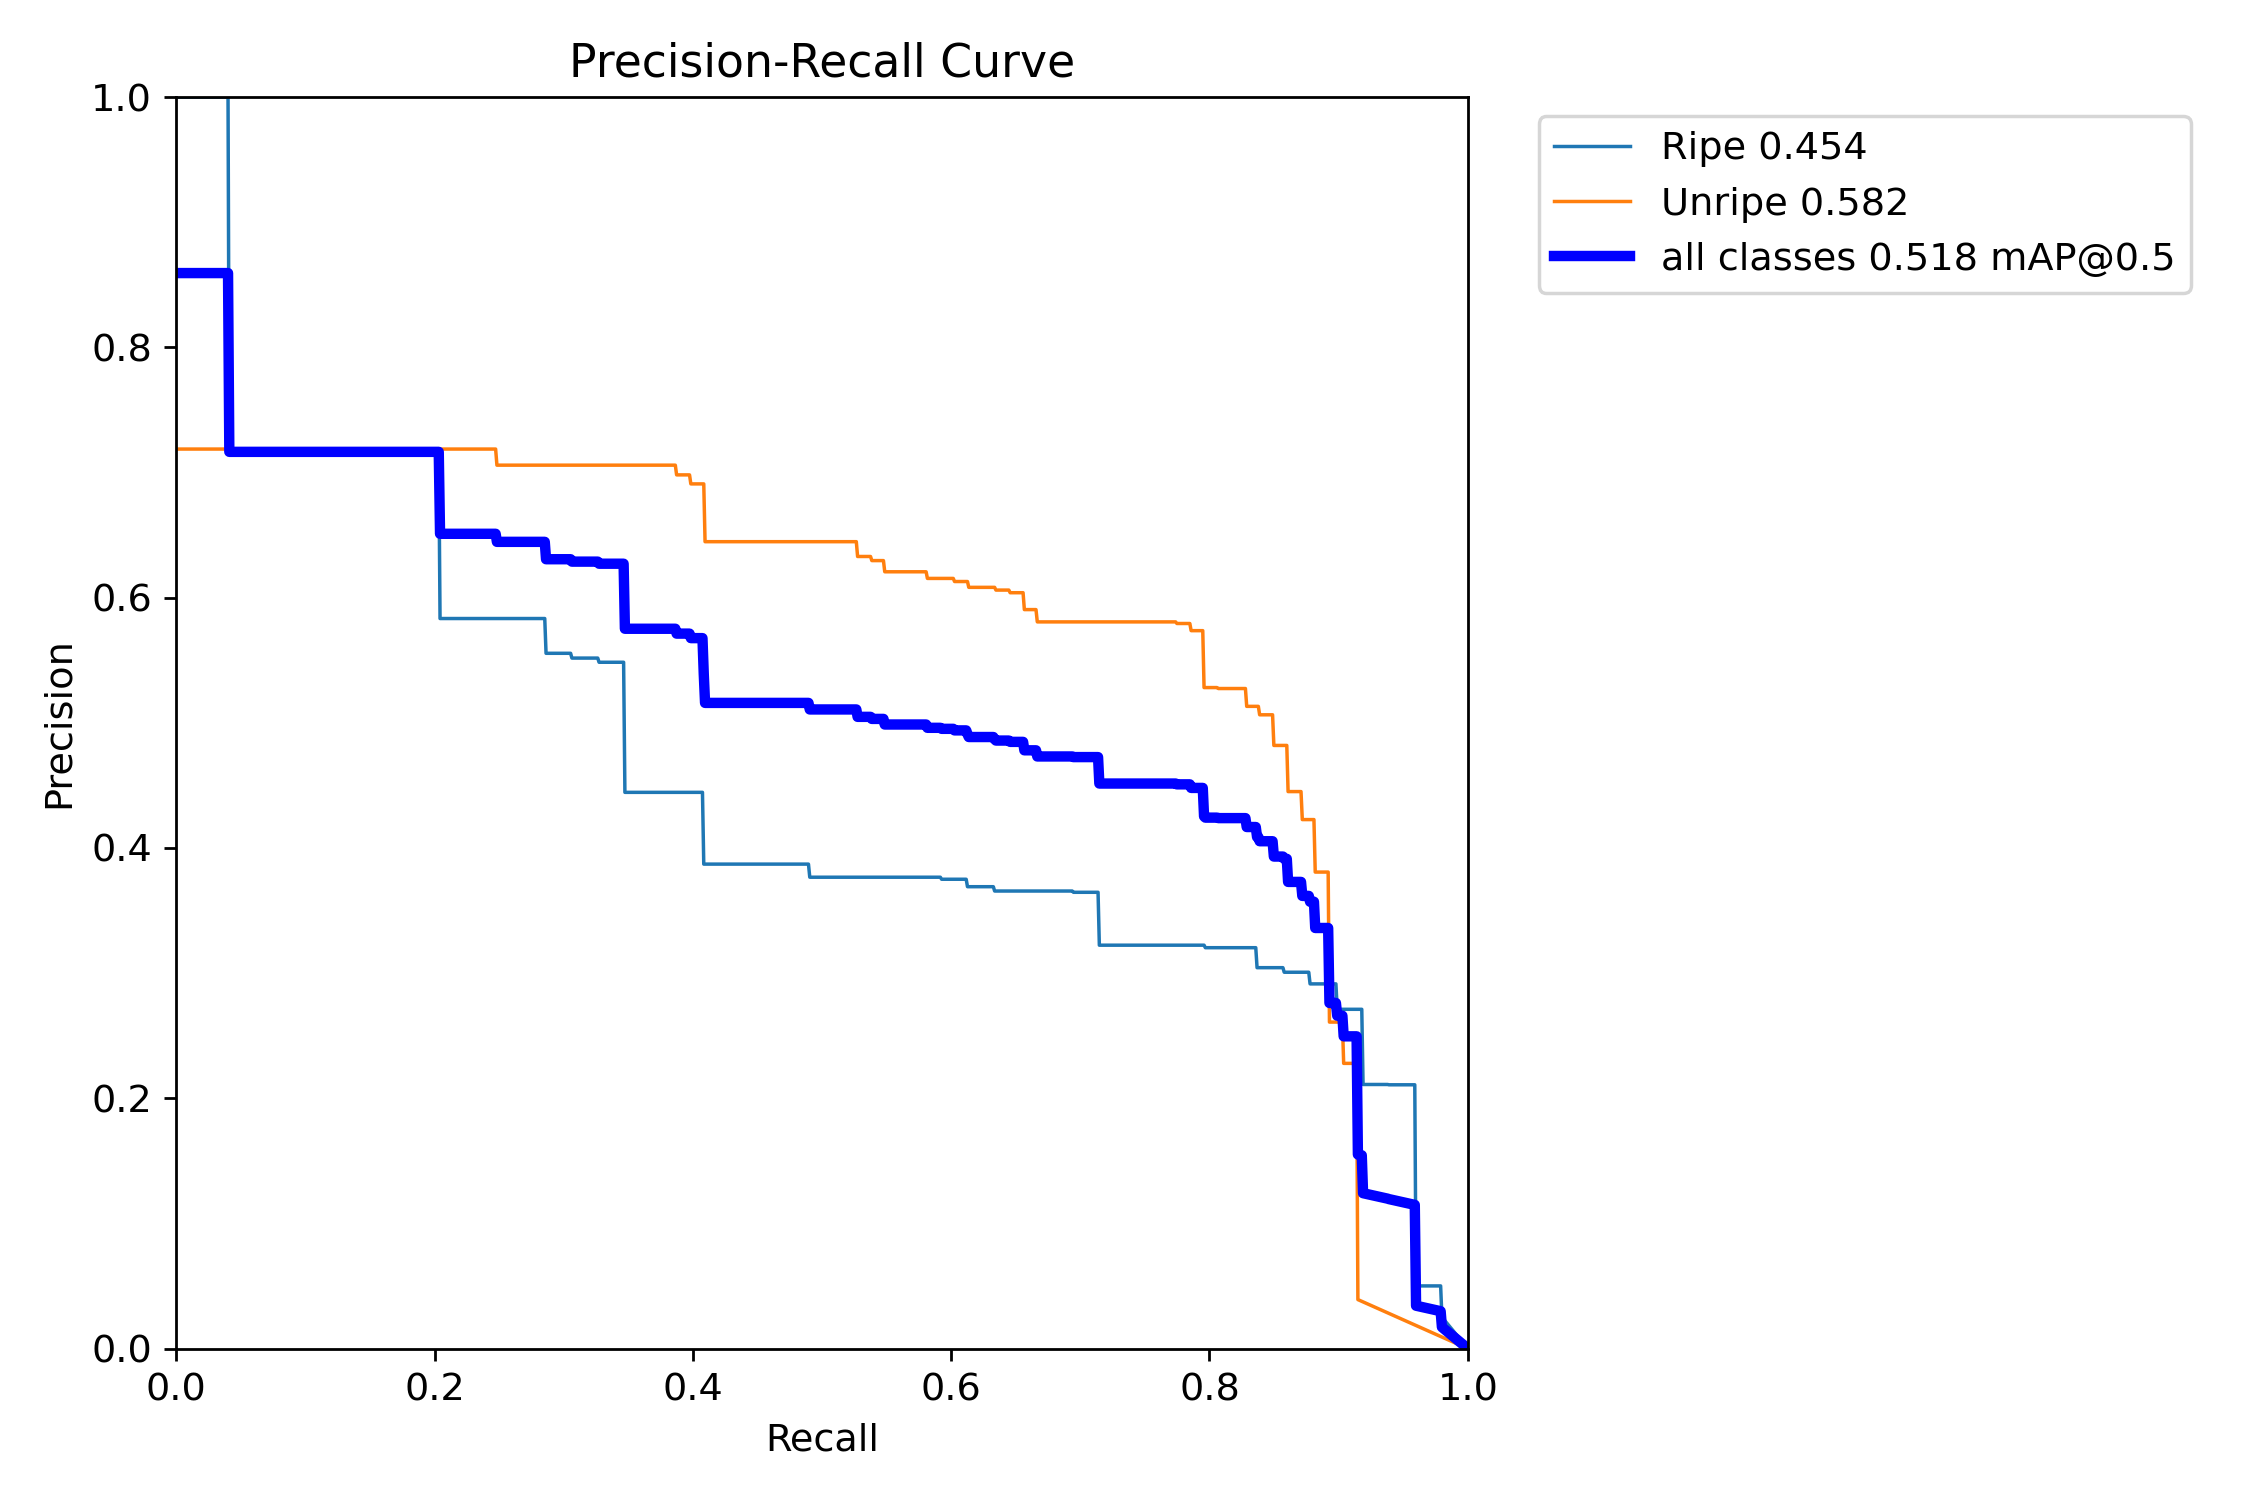 Precision-Recall Curve
1.0
0.8
0.6
0.4
0.2
0.0
Precision
0.0 0.2 0.4 0.6 0.8 1.0
Recall
Ripe 0.454
Unripe 0.582
all classes 0.518 mAP@0.5